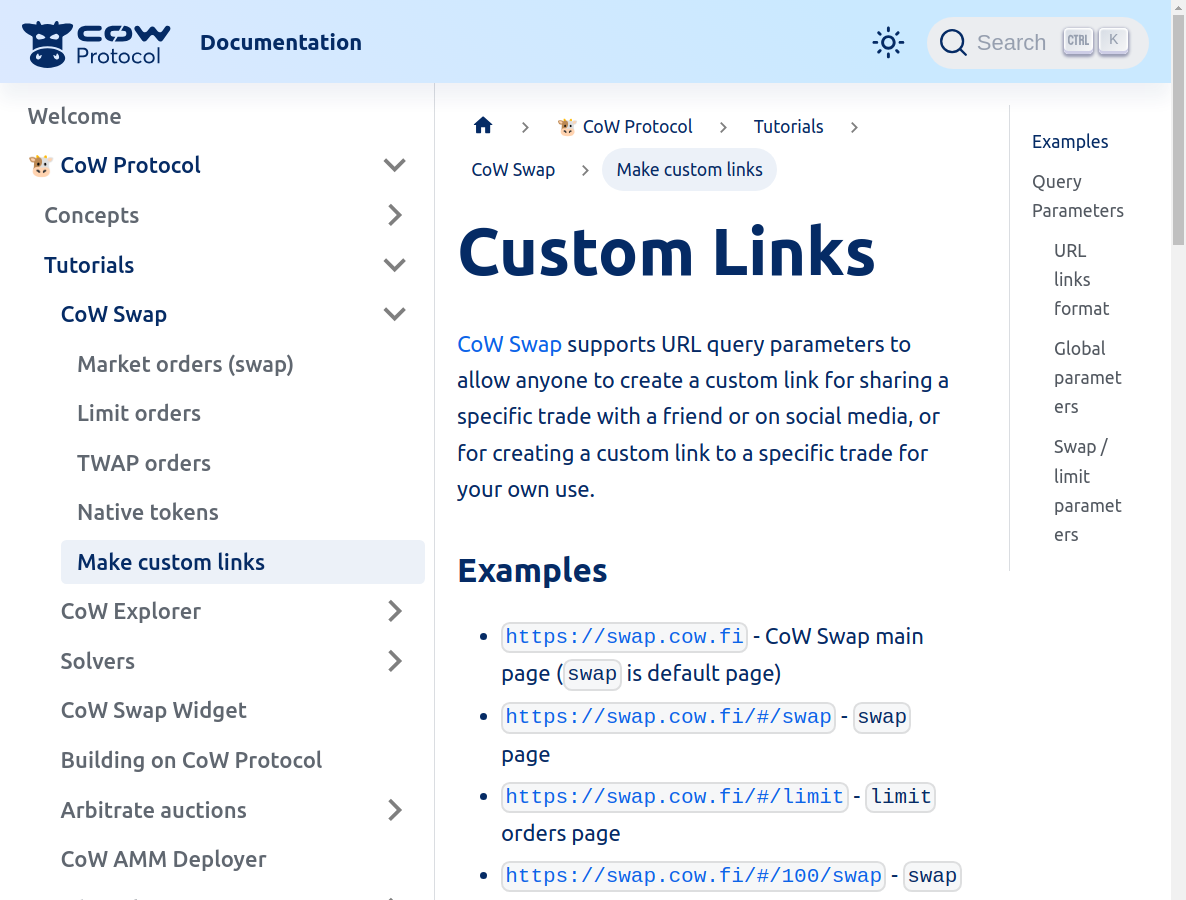 CoW Protocol
Documentation
Search CTRL K
Welcome
CoW Protocol
Concepts
Tutorials
CoW Swap
Market orders (swap)
Limit orders
TWAP orders
Native tokens
Make custom links
CoW Explorer
Solvers
CoW Swap Widget
Building on CoW Protocol
Arbitrate auctions
CoW AMM Deployer
CoW Protocol
Tutorials
CoW Swap
Make custom links
Custom Links
CoW Swap supports URL query parameters to
allow anyone to create a custom link for sharing a
specific trade with a friend or on social media, or
for creating a custom link to a specific trade for
your own use.
Examples
https://swap.cow.fi - CoW Swap main
page (swap is default page)
https://swap.cow.fi/#/swap - swap
page
https://swap.cow.fi/#/limit - limit
orders page
https://swap.cow.fi/#/100/swap - swap
Examples
Query
Parameters
URL
links
format
Global
paramet
ers
Swap /
limit
paramet
ers